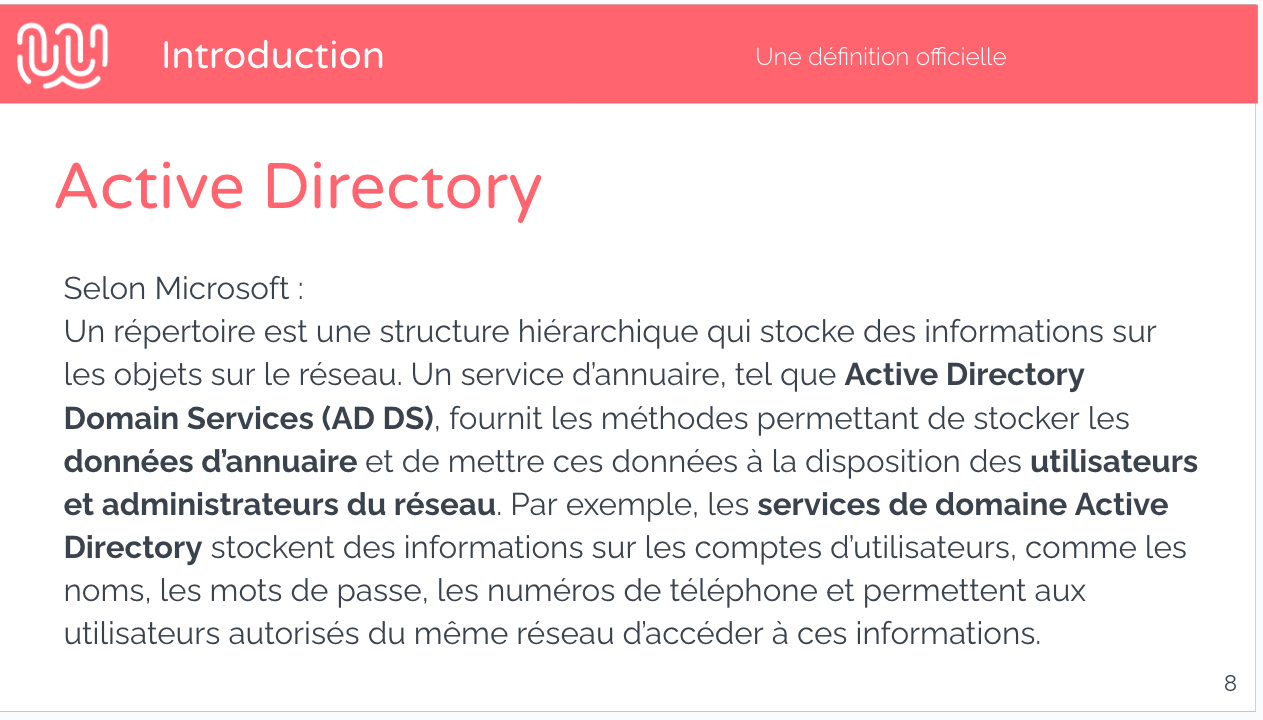 Introduction
Une définition officielle
Active Directory
Selon Microsoft :
Un répertoire est une structure hiérarchique qui stocke des informations sur
les objets sur le réseau. Un service d’annuaire, tel que Active Directory
Domain Services (AD DS), fournit les méthodes permettant de stocker les
données d’annuaire et de mettre ces données à la disposition des utilisateurs
et administrateurs du réseau. Par exemple, les services de domaine Active
Directory stockent des informations sur les comptes d’utilisateurs, comme les
noms, les mots de passe, les numéros de téléphone et permettent aux
utilisateurs autorisés du même réseau d’accéder à ces informations.
8